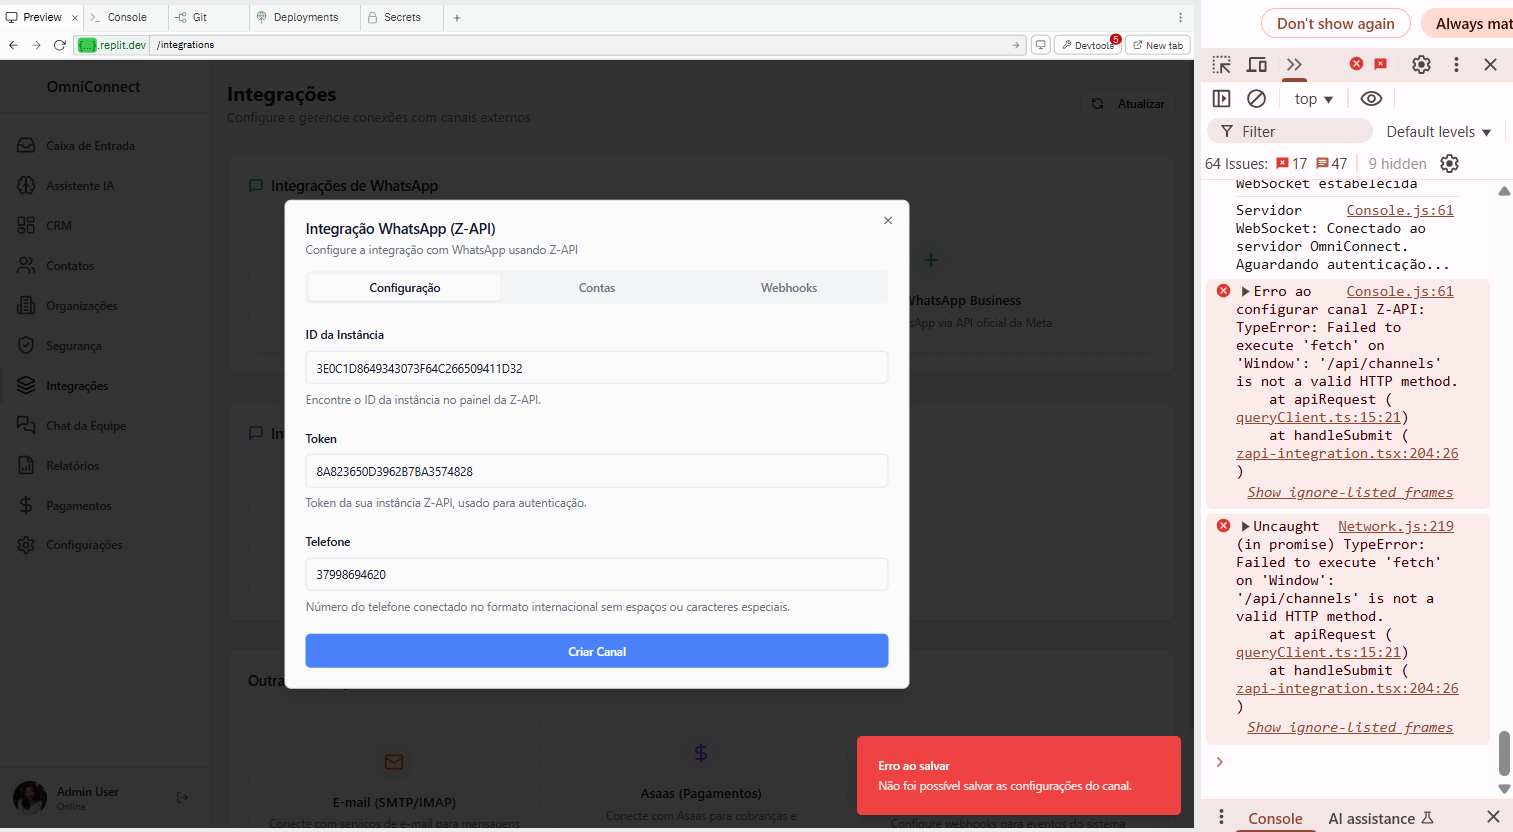 Preview
Console
Git
Deployments
Secrets
{...}.replit.dev
/integrations
Devtools
5
New tab
OmniConnect
Caixa de Entrada
Assistente IA
CRM
Contatos
Organizações
Segurança
Integrações
Chat da Equipe
Relatórios
Pagamentos
Configurações
Admin User
Online
Integrações
Configure e gerencie conexões com canais externos
Atualizar
Integrações de WhatsApp
WhatsApp Business
sApp via API oficial da Meta
In
Integração WhatsApp (Z-API)
Configure a integração com WhatsApp usando Z-API
Configuração
Contas
Webhooks
ID da Instância
3E0C1D8649343073F64C266509411D32
Encontre o ID da instância no painel da Z-API.
Token
8A823650D3962B7BA3574828
Token da sua instância Z-API, usado para autenticação.
Telefone
37998694620
Número do telefone conectado no formato internacional sem espaços ou caracteres especiais.
Criar Canal
Outra
E-mail (SMTP/IMAP)
Conecte com serviços de e-mail para mensagens
Asaas (Pagamentos)
Conecte com Asaas para cobranças e
Configure webhooks para eventos do sistema
Erro ao salvar
Não foi possível salvar as configurações do canal.
Don't show again
Always mat
top
Filter
Default levels
64 Issues:
17
47
9 hidden
WebSocket estabelecida
Servidor Console.js:61
WebSocket: Conectado ao
servidor OmniConnect.
Aguardando autenticação...
Erro ao Console.js:61
configurar canal Z-API:
TypeError: Failed to
execute 'fetch' on
'Window': '/api/channels'
is not a valid HTTP method.
at apiRequest (
queryClient.ts:15:21)
at handleSubmit (
zapi-integration.tsx:204:26
)
Show ignore-listed frames
Uncaught Network.js:219
(in promise) TypeError:
Failed to execute 'fetch'
on 'Window':
'/api/channels' is not a
valid HTTP method.
at apiRequest (
queryClient.ts:15:21)
at handleSubmit (
zapi-integration.tsx:204:26
)
Show ignore-listed frames
Console
AI assistance